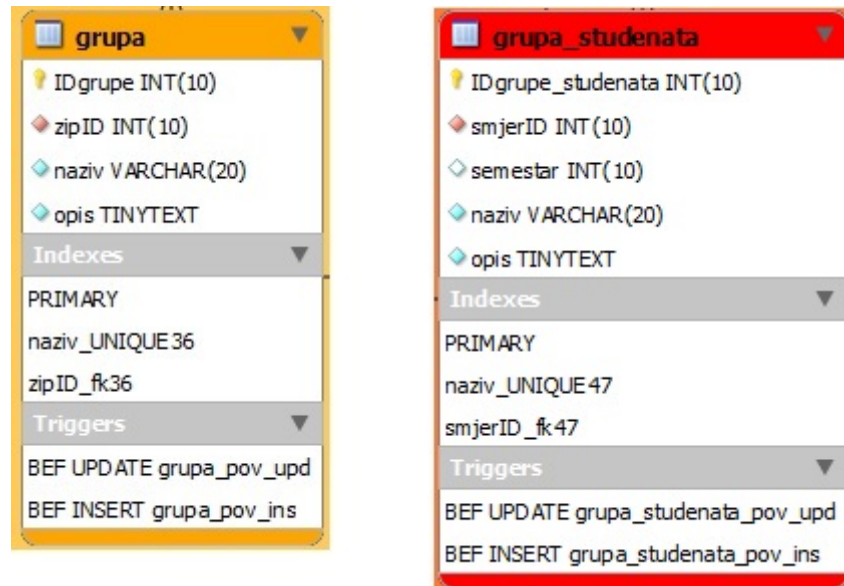 grupa
IDgrupe INT(10)
zipID INT(10)
naziv VARCHAR(20)
opis TINYTEXT
Indexes
PRIMARY
naziv_UNIQUE36
zipID_fk36
Triggers
BEF UPDATE grupa_pov_upd
BEF INSERT grupa_pov_ins
grupa_studenata
IDgrupe_studenata INT(10)
smjerID INT(10)
semestar INT(10)
naziv VARCHAR(20)
opis TINYTEXT
Indexes
PRIMARY
naziv_UNIQUE47
smjerID_fk47
Triggers
BEF UPDATE grupa_studenata_pov_upd
BEF INSERT grupa_studenata_pov_ins